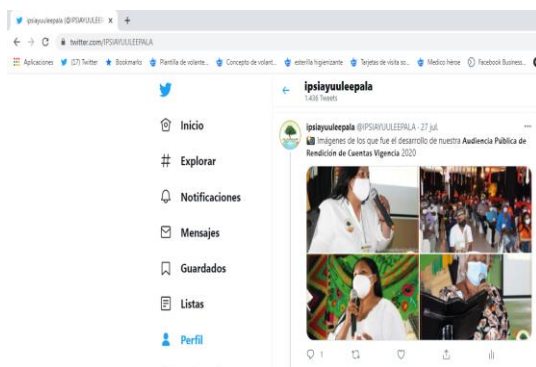 ipsiayuuleepala (@IPSIAYUULEE
twitter.com/IPSIAYUULEEPALA
Aplicaciones (27) Twitter Bookmarks Plantilla de volante... Concepto de volant... esterilla higienizante Tarjetas de visita so... Médico héroe Facebook Business...
ipsiayuuleepala
1.436 Tweets
Inicio
Explorar
Notificaciones
Mensajes
Guardados
Listas
Perfil
ipsiayuuleepala @IPSIAYUULEEPALA · 27 jul.
imágenes de los que fue el desarrollo de nuestra Audiencia Pública de
Rendición de Cuentas Vigencia 2020
1